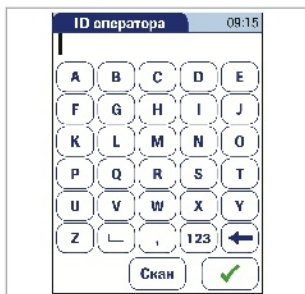 ID оператора 09:15
A B C D E
F G H I J
K L M N O
P Q R S T
U V W X Y
Z , 123
Скан